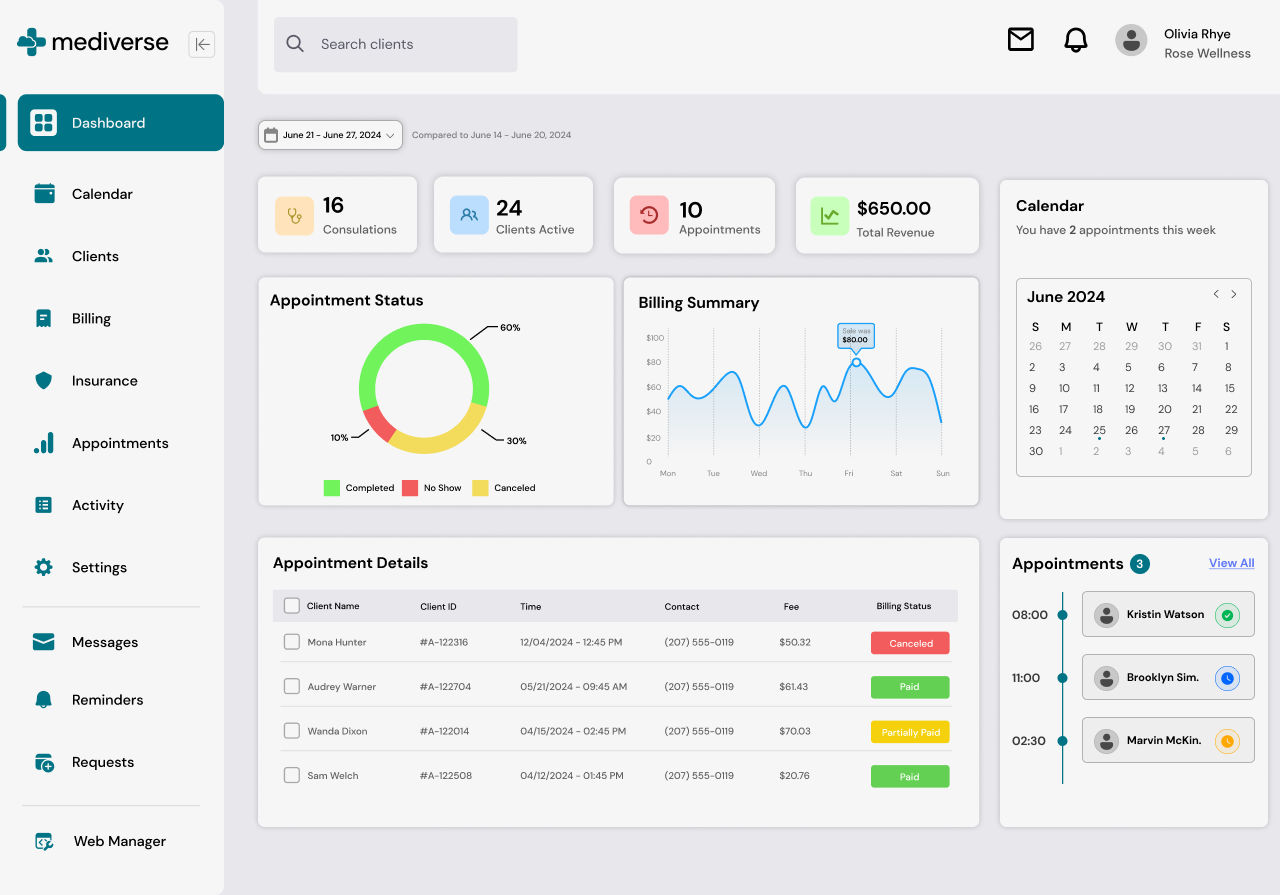 mediverse
Search clients
Olivia Rhye
Rose Wellness
Dashboard
Calendar
Clients
Billing
Insurance
Appointments
Activity
Settings
Messages
Reminders
Requests
Web Manager
June 21 - June 27, 2024
Compared to June 14 - June 20, 2024
16
Consulations
24
Clients Active
10
Appointments
$650.00
Total Revenue
Appointment Status
60%
10%
30%
Completed No Show Canceled
Billing Summary
Sale was
$80.00
$100
$80
$60
$40
$20
0
Mon Tue Wed Thu Fri Sat Sun
Calendar
You have 2 appointments this week
June 2024
S M T W T F S
26 27 28 29 30 31 1
2 3 4 5 6 7 8
9 10 11 12 13 14 15
16 17 18 19 20 21 22
23 24 25 26 27 28 29
30 1 2 3 4 5 6
Appointment Details
Client Name Client ID Time Contact Fee Billing Status
Mona Hunter #A-122316 12/04/2024 - 12:45 PM (207) 555-0119 $50.32 Canceled
Audrey Warner #A-122704 05/21/2024 - 09:45 AM (207) 555-0119 $61.43 Paid
Wanda Dixon #A-122014 04/15/2024 - 02:45 PM (207) 555-0119 $70.03 Partially Paid
Sam Welch #A-122508 04/12/2024 - 01:45 PM (207) 555-0119 $20.76 Paid
Appointments 3 View All
08:00 Kristin Watson
11:00 Brooklyn Sim.
02:30 Marvin McKin.